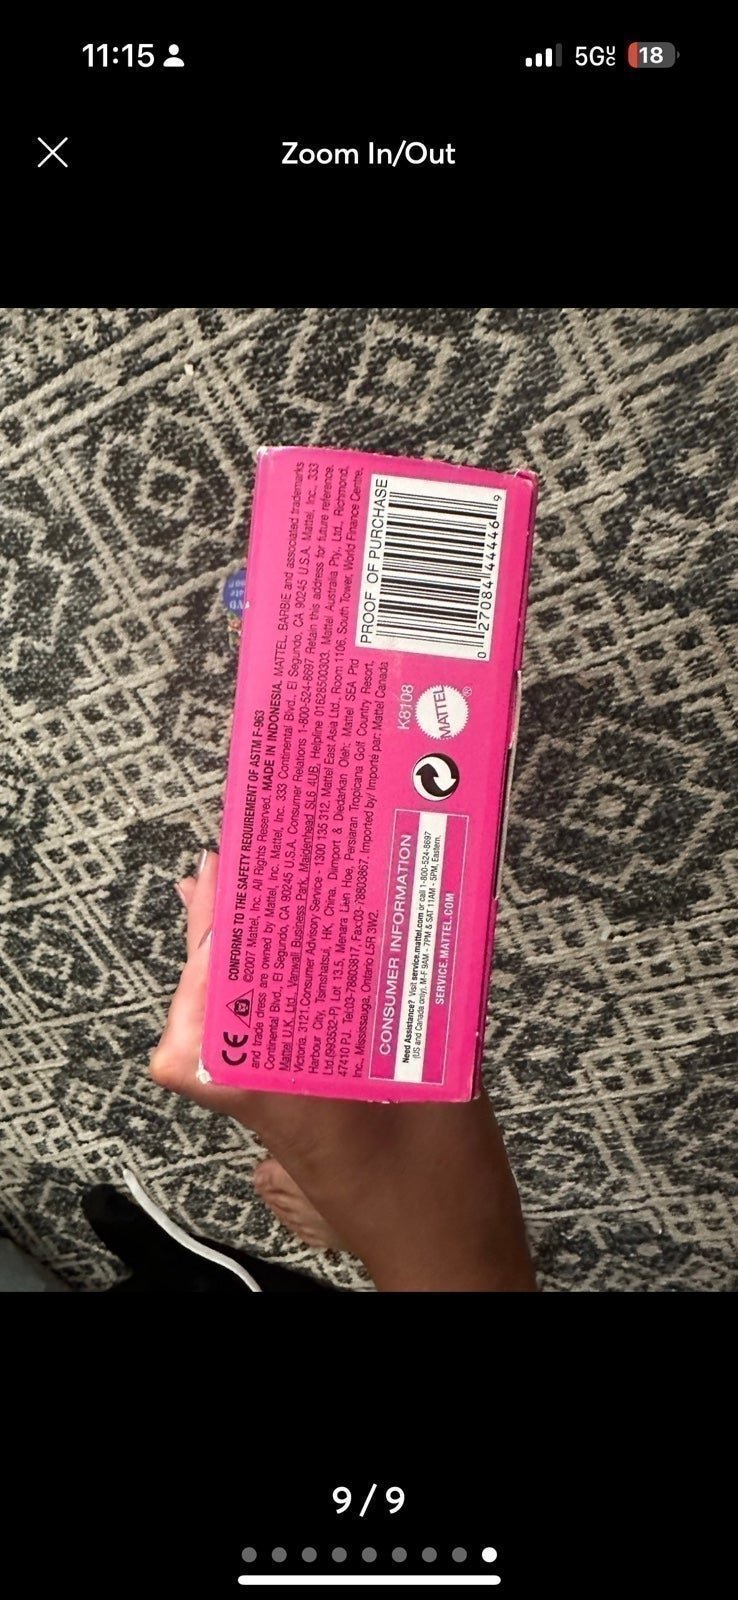 11:15
5G
18
Zoom In/Out
CE
CONFORMS TO THE SAFETY REQUIREMENT OF ASTM F-963
©2007 Mattel, Inc. All Rights Reserved. MADE IN INDONESIA. MATTEL, BARBIE and associated trademarks
and trade dress are owned by Mattel, Inc. Mattel, Inc. 333 Continental Blvd., El Segundo, CA 90245 U.S.A. Mattel, Inc., 333
Continental Blvd., El Segundo, CA 90245 U.S.A. Consumer Relations 1-800-524-8697 Retain this address for future reference.
Mattel U.K. Ltd., Vanwall Business Park, Maidenhead SL6 4UB. Helpline 01628500303. Mattel Australia Pty., Ltd., Richmond,
Victoria. 3121.Consumer Advisory Service - 1300 135 312. Mattel East Asia Ltd., Room 1106, South Tower, World Finance Centre,
Harbour City, Tsimshatsui, HK, China. Diimport & Diedarkan Oleh: Mattel SEA Ptd
Ltd.(993532-P) Lot 13.5, Menara Lien Hoe, Persiaran Tropicana Golf Country Resort,
47410 PJ. Tel:03-78803817, Fax:03-78803867. Imported by/ Importé par: Mattel Canada
Inc., Mississauga, Ontario L5R 3W2.
PROOF OF PURCHASE
0 27084 44446 9
K8108
MATTEL
®
CONSUMER INFORMATION
Need Assistance? Visit service.mattel.com or call 1-800-524-8697
(US and Canada only), M-F 9AM - 7PM & SAT 11AM - 5PM, Eastern.
SERVICE.MATTEL.COM
9 / 9